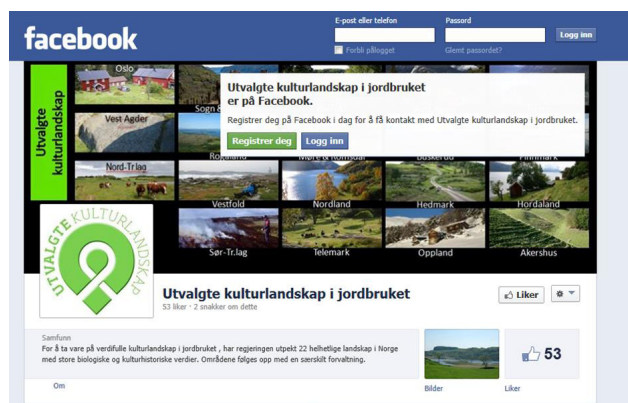 facebook
E-post eller telefon
Passord
Logg inn
Forbli pålogget
Glemt passordet?
Utvalgte
kulturlandskap
Oslo
Sogn &
Utvalgte kulturlandskap i jordbruket
er på Facebook.
Registrer deg på Facebook i dag for å få kontakt med Utvalgte kulturlandskap i jordbruket.
Registrer deg
Logg inn
Vest Agder
Rogaland
Møre & Romsdal
Buskerud
Finnmark
Nord-Tr.lag
Vestfold
Nordland
Hedmark
Hordaland
Sør-Tr.lag
Telemark
Oppland
Akershus
UTVALGTE KULTURLANDSKAP
Utvalgte kulturlandskap i jordbruket
53 liker · 2 snakker om dette
Liker
Samfunn
For å ta vare på verdifulle kulturlandskap i jordbruket , har regjeringen utpekt 22 helhetlige landskap i Norge
med store biologiske og kulturhistoriske verdier. Områdene følges opp med en særskilt forvaltning.
53
Om
Bilder
Liker